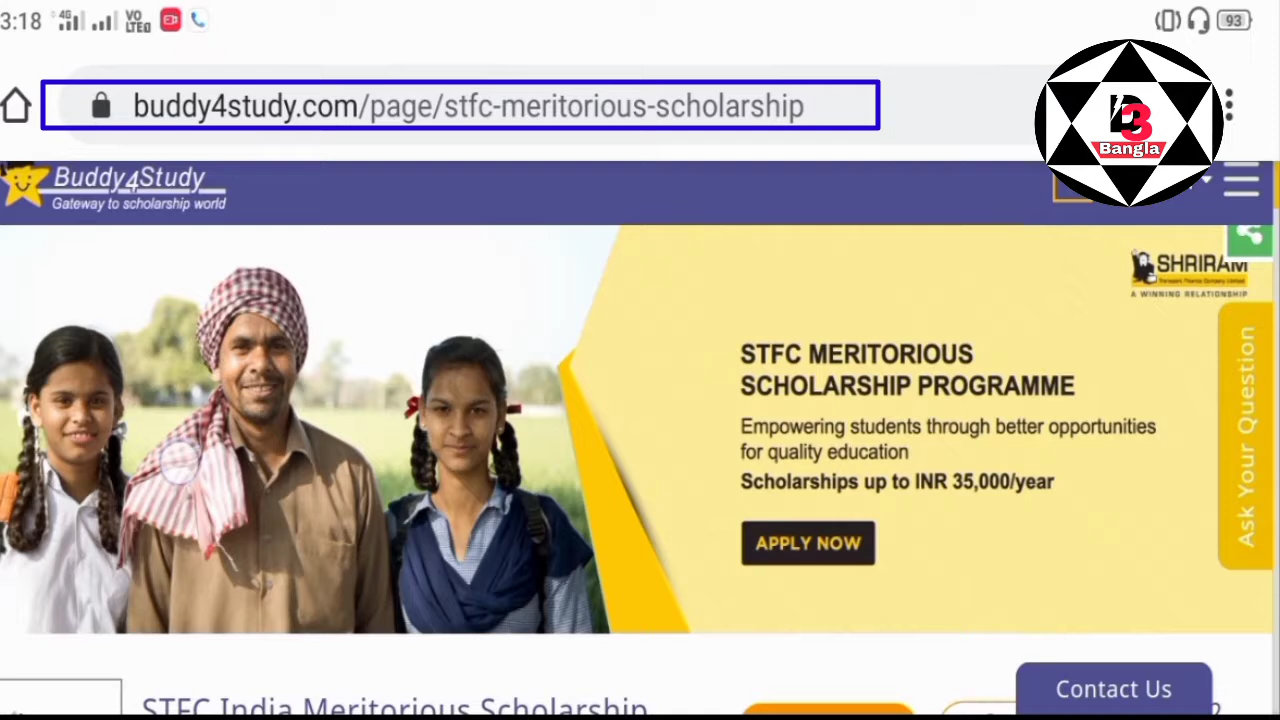 3:18
4G
VO
LTE
93
buddy4study.com/page/stfc-meritorious-scholarship
B3
Bangla
Buddy4Study
Gateway to scholarship world
SHRIRAM
A WINNING RELATIONSHIP
STFC MERITORIOUS
SCHOLARSHIP PROGRAMME
Empowering students through better opportunities
for quality education
Scholarships up to INR 35,000/year
APPLY NOW
Ask Your Question
STFC India Meritorious Scholarship
Contact Us